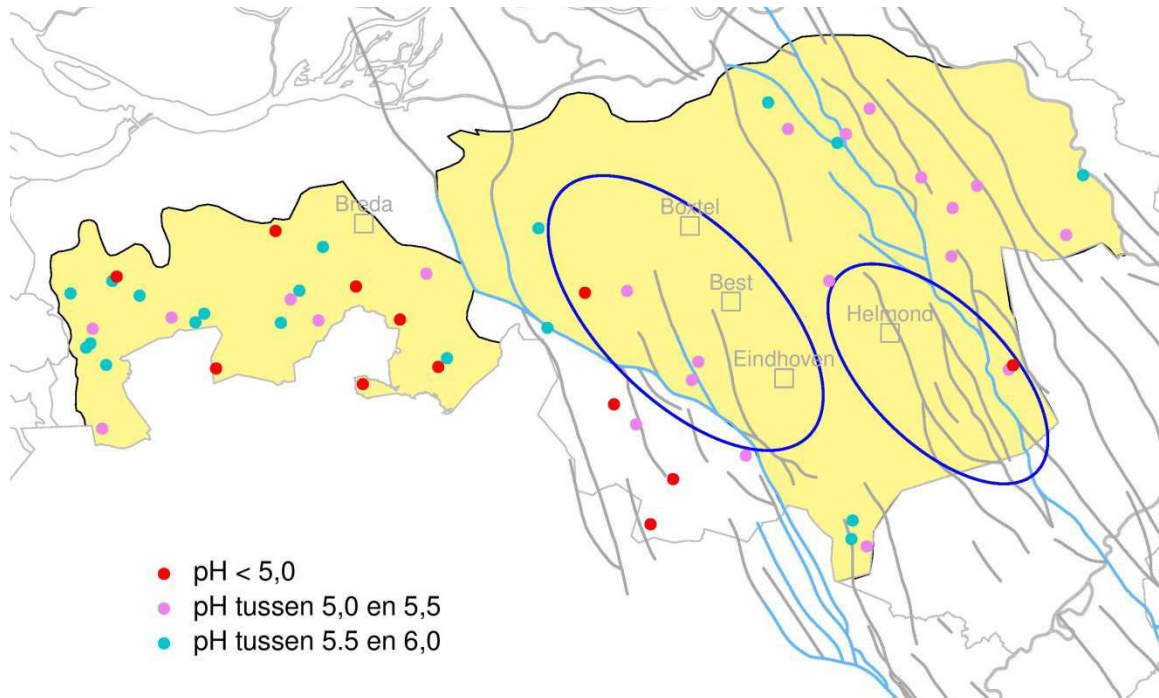 Breda
Boxtel
Best
Helmond
Eindhoven
pH < 5,0
pH tussen 5,0 en 5,5
pH tussen 5.5 en 6,0